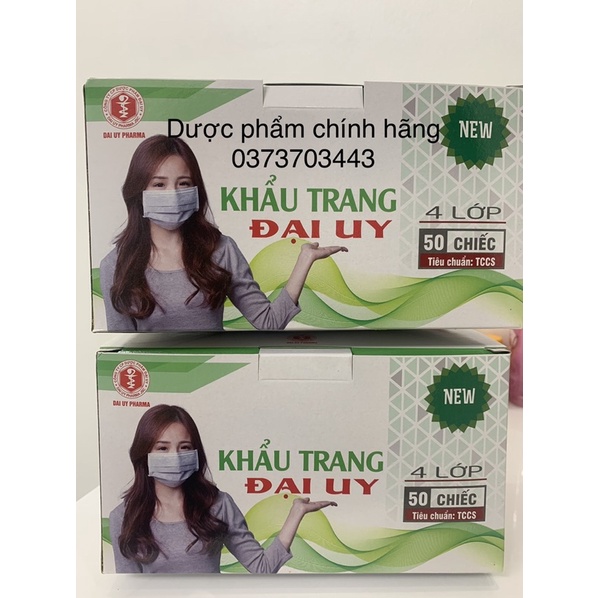 DAI UY PHARMA
Dược phẩm chính hãng
0373703443
NEW
KHẨU TRANG
ĐẠI UY
4 LỚP
50 CHIẾC
Tiêu chuẩn: TCCS
DAI UY PHARMA
NEW
KHẨU TRANG
ĐẠI UY
4 LỚP
50 CHIẾC
Tiêu chuẩn: TCCS